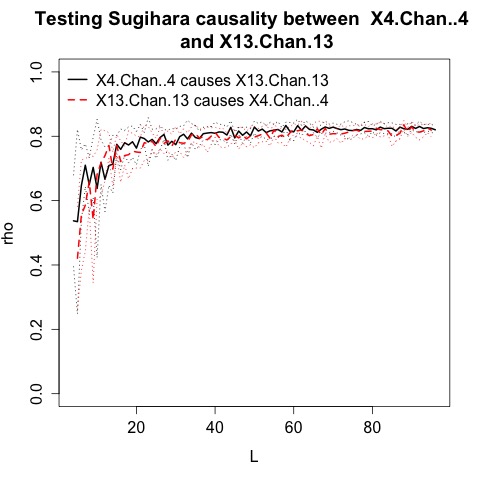 Testing Sugihara causality between  X4.Chan..4
and X13.Chan.13
X4.Chan..4 causes X13.Chan.13
X13.Chan.13 causes X4.Chan..4
1.0
0.8
0.6
0.4
0.2
0.0
rho
20 40 60 80
L